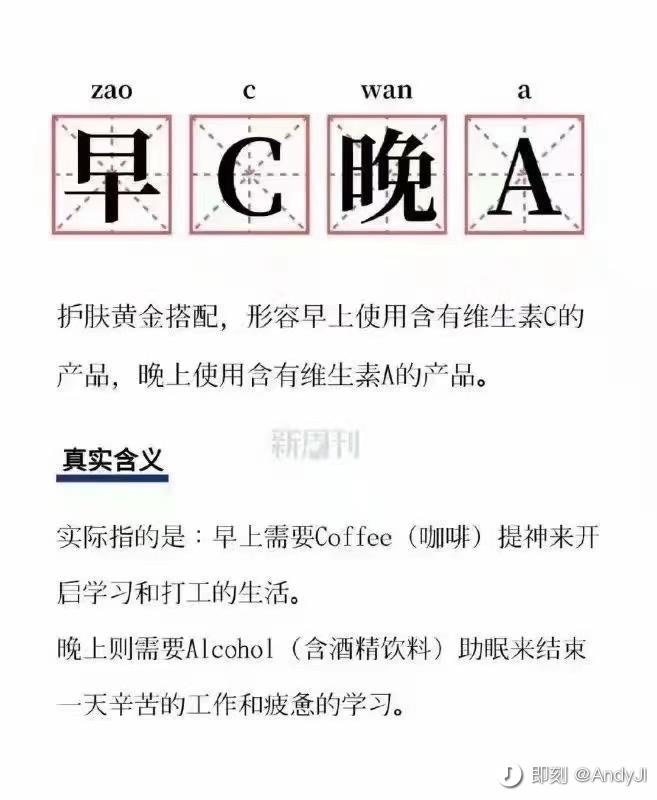 zao c wan a
早 C 晚 A
护肤黄金搭配，形容早上使用含有维生素C的
产品，晚上使用含有维生素A的产品。
新周刊
真实含义
实际指的是：早上需要Coffee（咖啡）提神来开
启学习和打工的生活。
晚上则需要Alcohol（含酒精饮料）助眠来结束
一天辛苦的工作和疲惫的学习。
即刻 @AndyJI